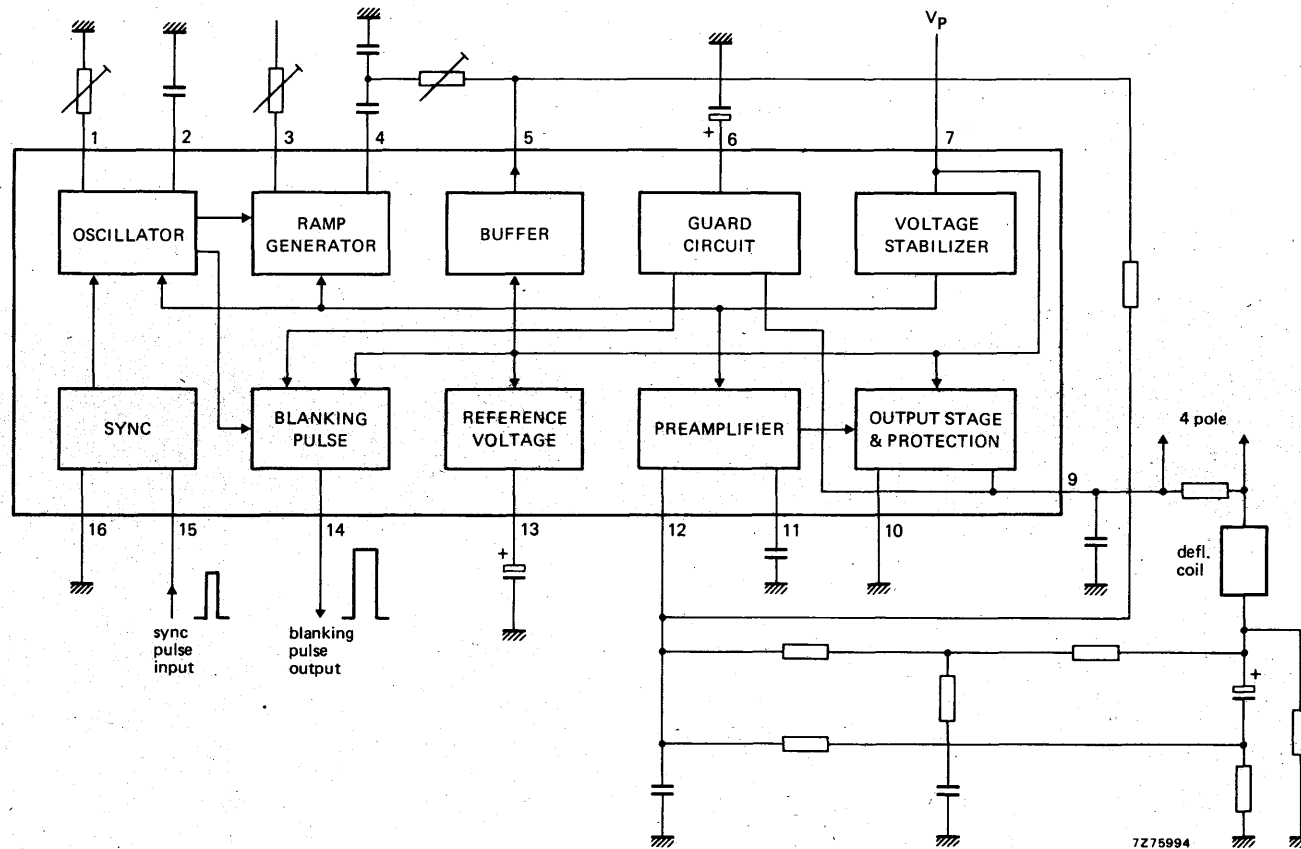 V_P
1 2 3 4 5 6 7
OSCILLATOR
RAMP
GENERATOR
BUFFER
GUARD
CIRCUIT
VOLTAGE
STABILIZER
SYNC
BLANKING
PULSE
REFERENCE
VOLTAGE
PREAMPLIFIER
OUTPUT STAGE
& PROTECTION
4 pole
9
16 15 14 13 12 11 10
+
+
+
defl.
coil
sync
pulse
input
blanking
pulse
output
7Z75994